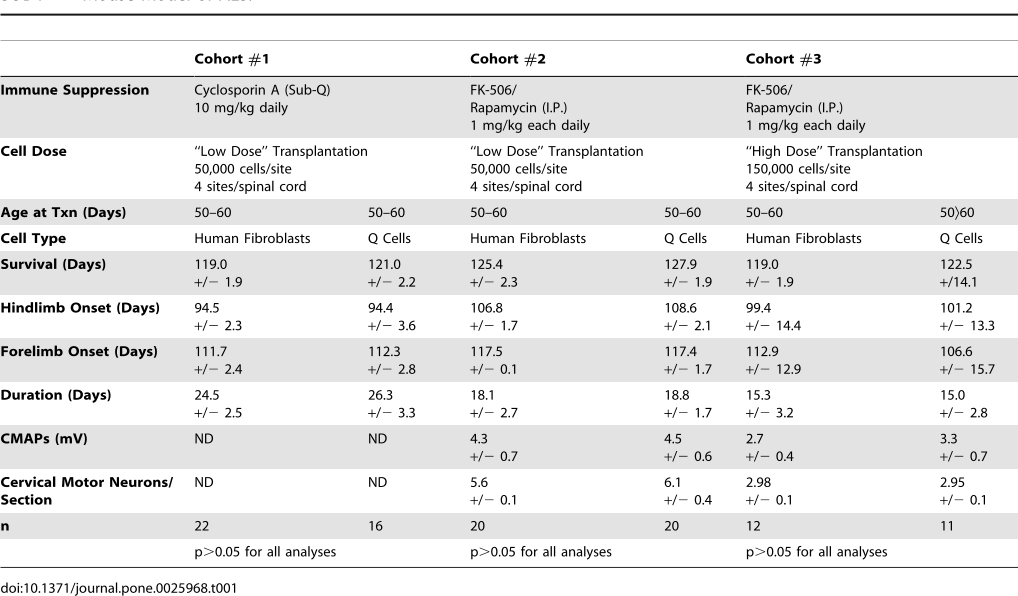 Cohort #1 Cohort #2 Cohort #3
Immune Suppression Cyclosporin A (Sub-Q) FK-506/ FK-506/
10 mg/kg daily Rapamycin (I.P.) Rapamycin (I.P.)
1 mg/kg each daily 1 mg/kg each daily
Cell Dose “Low Dose” Transplantation “Low Dose” Transplantation “High Dose” Transplantation
50,000 cells/site 50,000 cells/site 150,000 cells/site
4 sites/spinal cord 4 sites/spinal cord 4 sites/spinal cord
Age at Txn (Days) 50–60 50–60 50–60 50–60 50–60 50⟩60
Cell Type Human Fibroblasts Q Cells Human Fibroblasts Q Cells Human Fibroblasts Q Cells
Survival (Days) 119.0 121.0 125.4 127.9 119.0 122.5
+/− 1.9 +/− 2.2 +/− 2.3 +/− 1.9 +/− 1.9 +/14.1
Hindlimb Onset (Days) 94.5 94.4 106.8 108.6 99.4 101.2
+/− 2.3 +/− 3.6 +/− 1.7 +/− 2.1 +/− 14.4 +/− 13.3
Forelimb Onset (Days) 111.7 112.3 117.5 117.4 112.9 106.6
+/− 2.4 +/− 2.8 +/− 0.1 +/− 1.7 +/− 12.9 +/− 15.7
Duration (Days) 24.5 26.3 18.1 18.8 15.3 15.0
+/− 2.5 +/− 3.3 +/− 2.7 +/− 1.7 +/− 3.2 +/− 2.8
CMAPs (mV) ND ND 4.3 4.5 2.7 3.3
+/− 0.7 +/− 0.6 +/− 0.4 +/− 0.7
Cervical Motor Neurons/ ND ND 5.6 6.1 2.98 2.95
Section +/− 0.1 +/− 0.4 +/− 0.1 +/− 0.1
n 22 16 20 20 12 11
p>0.05 for all analyses p>0.05 for all analyses p>0.05 for all analyses
doi:10.1371/journal.pone.0025968.t001